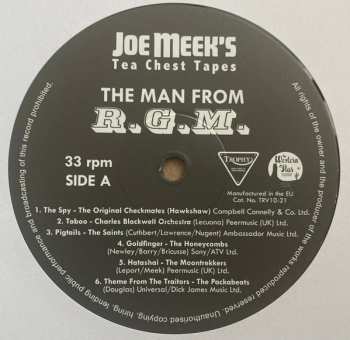 JOE MEEK'S
Tea Chest Tapes
THE MAN FROM
R.G.M.
33 rpm
SIDE A
TROPHY
Western Star
Manufactured in the EU
Cat. No. TRV10-21
1. The Spy - The Original Checkmates (Hawkshaw) Campbell Connelly & Co. Ltd.
2. Taboo - Charles Blackwell Orchestra (Lecuona) Peermusic (UK) Ltd.
3. Pigtails - The Saints (Cuthbert/Lawrence/Nugent) Ambassador Music Ltd.
4. Goldfinger - The Honeycombs
(Newley/Barry/Bricusse) Sony/ATV Ltd.
5. Hatashai - The Moontrekkers
(Leport/Meek) Peermusic (UK) Ltd.
6. Theme From The Traitors - The Packabeats
(Douglas) Universal/Dick James Music Ltd.
All rights of the owner and the producer of the works reproduced reserved. Unauthorised copying, hiring, lending, public performance and broadcasting of this record prohibited.